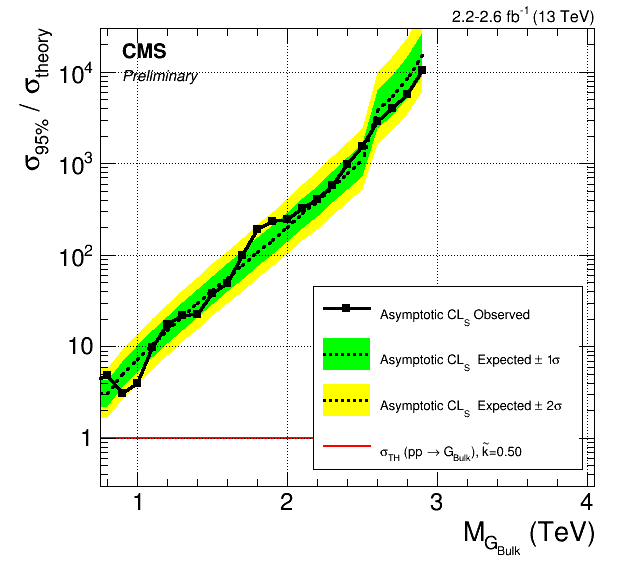 2.2-2.6 fb⁻¹ (13 TeV)
CMS
Preliminary
σ95% / σtheory
10⁴
10³
10²
10
1
Asymptotic CLS Observed
Asymptotic CLS Expected ± 1σ
Asymptotic CLS Expected ± 2σ
σTH (pp → GBulk), k̃=0.50
1 2 3 4
MGBulk (TeV)